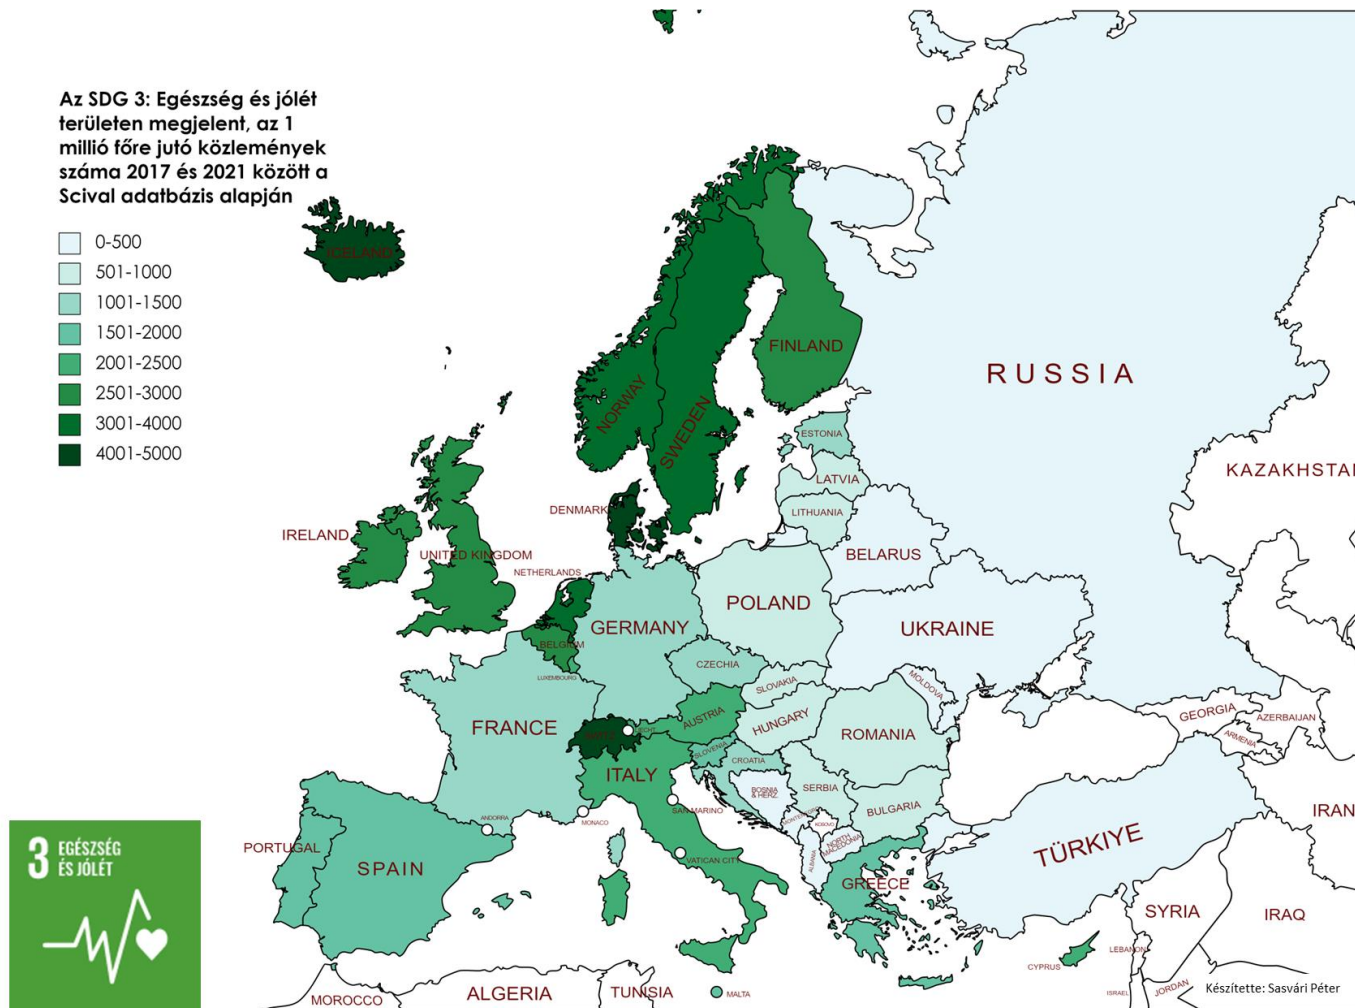 Az SDG 3: Egészség és jólét
területen megjelent, az 1
millió főre jutó közlemények
száma 2017 és 2021 között a
Scival adatbázis alapján
0-500
501-1000
1001-1500
1501-2000
2001-2500
2501-3000
3001-4000
4001-5000
ICELAND
FINLAND
RUSSIA
NORWAY
SWEDEN
ESTONIA
LATVIA
KAZAKHSTAN
LITHUANIA
DENMARK
IRELAND
UNITED KINGDOM
BELARUS
NETHERLANDS
POLAND
GERMANY
UKRAINE
BELGIUM
CZECHIA
LUXEMBOURG
SLOVAKIA
MOLDOVA
AUSTRIA
HUNGARY
GEORGIA
AZERBAIJAN
FRANCE
ROMANIA
ARMENIA
SLOVENIA
CROATIA
ITALY
BOSNIA
& HERZ.
SERBIA
SAN MARINO
BULGARIA
IRAN
ANDORRA
MONACO
MONTENEGRO
KOSOVO
3 EGÉSZSÉG
ÉS JÓLÉT
PORTUGAL
SPAIN
VATICAN CITY
ALBANIA
NORTH
MACEDONIA
TÜRKIYE
GREECE
SYRIA
IRAQ
LEBANON
CYPRUS
MOROCCO
ALGERIA
TUNISIA
MALTA
ISRAEL
JORDAN
Készítette: Sasvári Péter